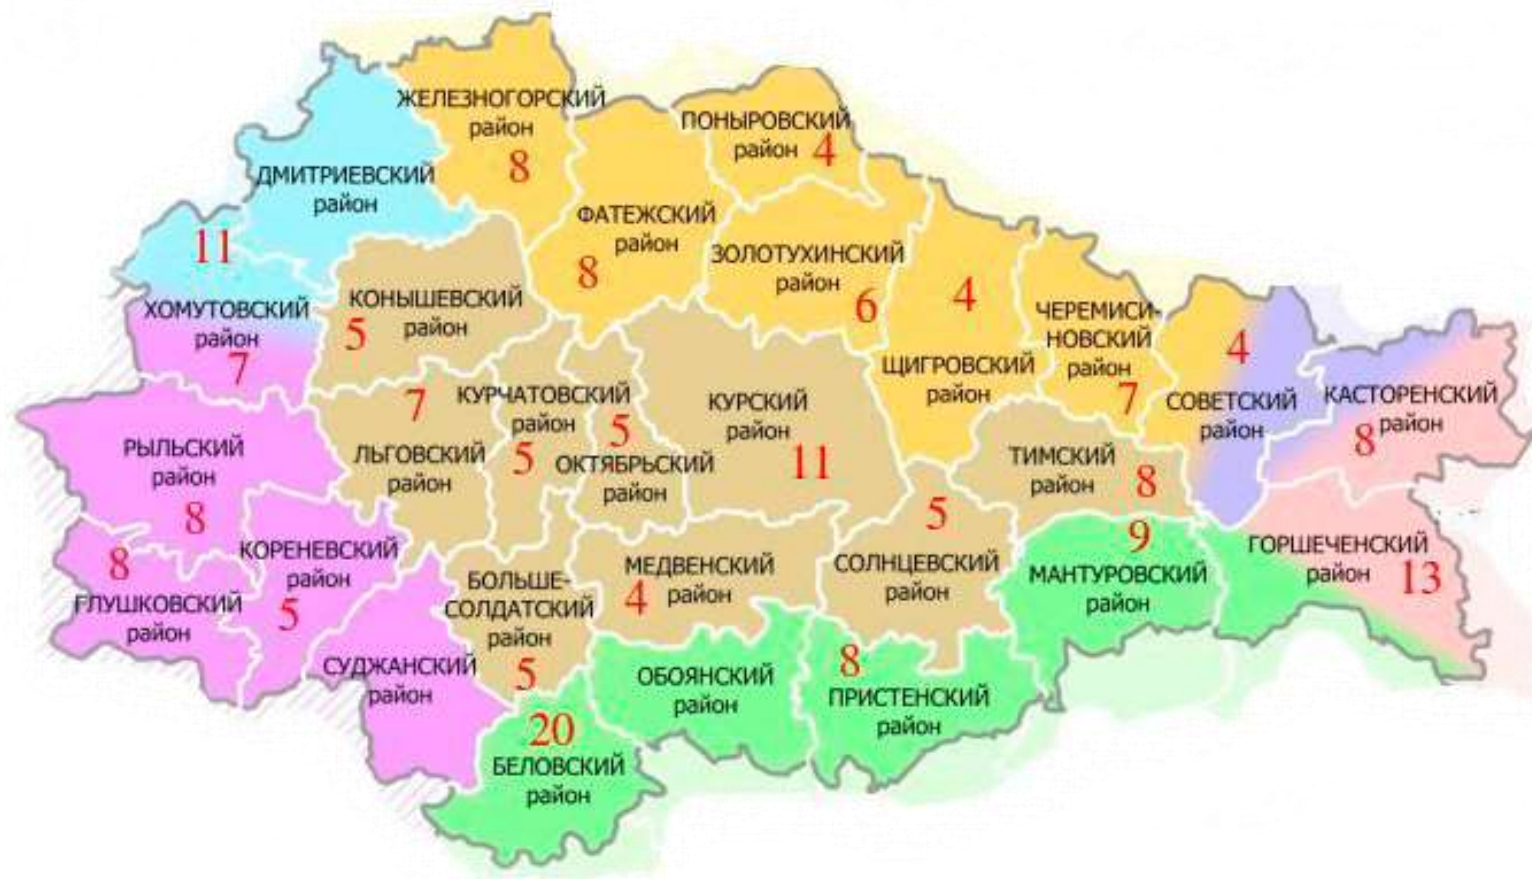 ЖЕЛЕЗНОГОРСКИЙ
район
8
ПОНЫРОВСКИЙ
район 4
ДМИТРИЕВСКИЙ
район
11
ФАТЕЖСКИЙ
район
8
ЗОЛОТУХИНСКИЙ
район
6
4
ЩИГРОВСКИЙ
район
ЧЕРЕМИСИ-
НОВСКИЙ
район
7
4
СОВЕТСКИЙ
район
КАСТОРЕНСКИЙ
8 район
ХОМУТОВСКИЙ
район
7
КОНЫШЕВСКИЙ
5 район
7
ЛЬГОВСКИЙ
район
КУРЧАТОВСКИЙ
район
5
5
ОКТЯБРЬСКИЙ
район
КУРСКИЙ
район
11
ТИМСКИЙ
район 8
РЫЛЬСКИЙ
район
8
КОРЕНЕВСКИЙ
район
5
8
ГЛУШКОВСКИЙ
район
СУДЖАНСКИЙ
район
БОЛЬШЕ-
СОЛДАТСКИЙ
район
5
МЕДВЕНСКИЙ
4 район
5
СОЛНЦЕВСКИЙ
район
9
МАНТУРОВСКИЙ
район
ГОРШЕЧЕНСКИЙ
район 13
ОБОЯНСКИЙ
район
8
ПРИСТЕНСКИЙ
район
20
БЕЛОВСКИЙ
район